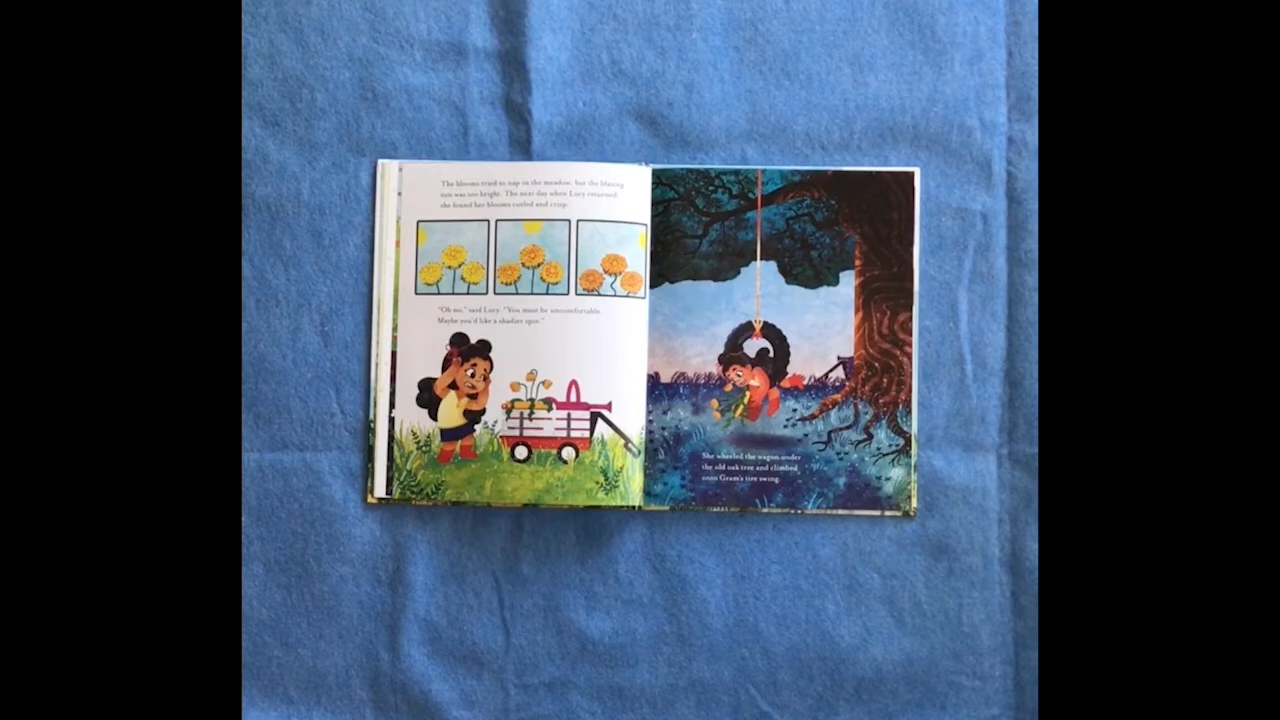 The blooms tried to nap in the meadow, but the blazing
sun was too bright. The next day when Lucy returned
she found her blooms curled and crisp.
"Oh no," said Lucy. "You must be uncomfortable.
Maybe you'd like a shadier spot."
She wheeled the wagon under
the old oak tree and climbed
onto Gram's tire swing.